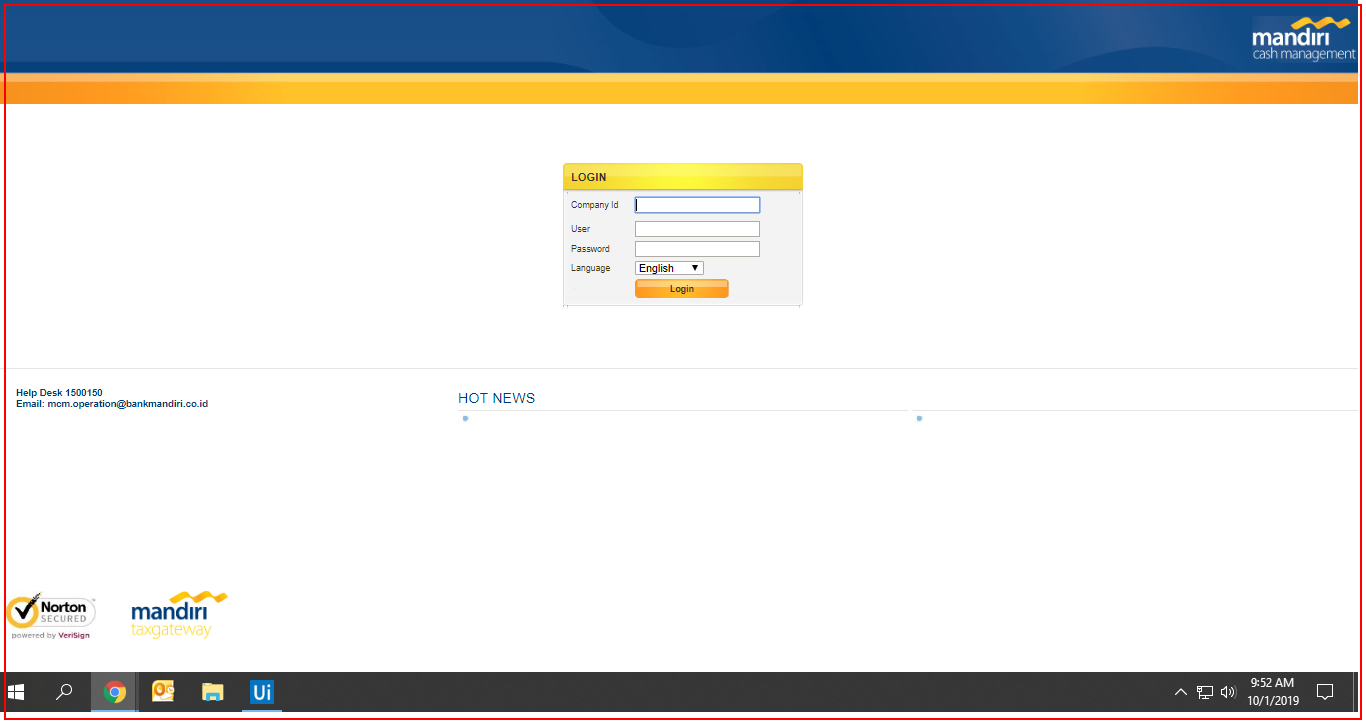 mandiri
cash management
LOGIN
Company Id
User
Password
Language English
Login
Help Desk 1500150
Email: mcm.operation@bankmandiri.co.id
HOT NEWS
Norton
SECURED
powered by VeriSign
mandiri
taxgateway
Ui
9:52 AM
10/1/2019